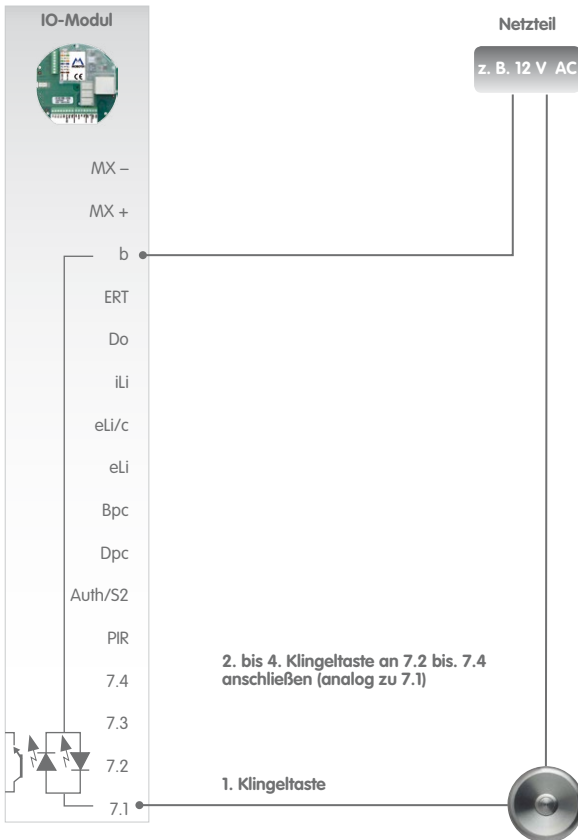 IO-Modul
Netzteil
z. B. 12 V AC
MX –
MX +
b
ERT
Do
iLi
eLi/c
eLi
Bpc
Dpc
Auth/S2
PIR
7.4
2. bis 4. Klingeltaste an 7.2 bis. 7.4
anschließen (analog zu 7.1)
7.3
7.2
1. Klingeltaste
7.1